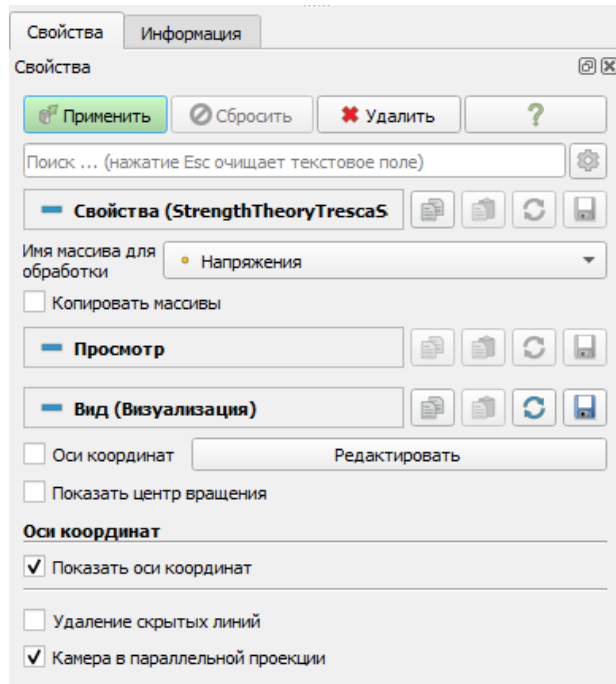 Свойства Информация
Свойства
Применить Сбросить Удалить ?
Поиск ... (нажатие Esc очищает текстовое поле)
Свойства (StrengthTheoryTrescaS
Имя массива для
обработки
Напряжения
Копировать массивы
Просмотр
Вид (Визуализация)
Оси координат Редактировать
Показать центр вращения
Оси координат
Показать оси координат
Удаление скрытых линий
Камера в параллельной проекции